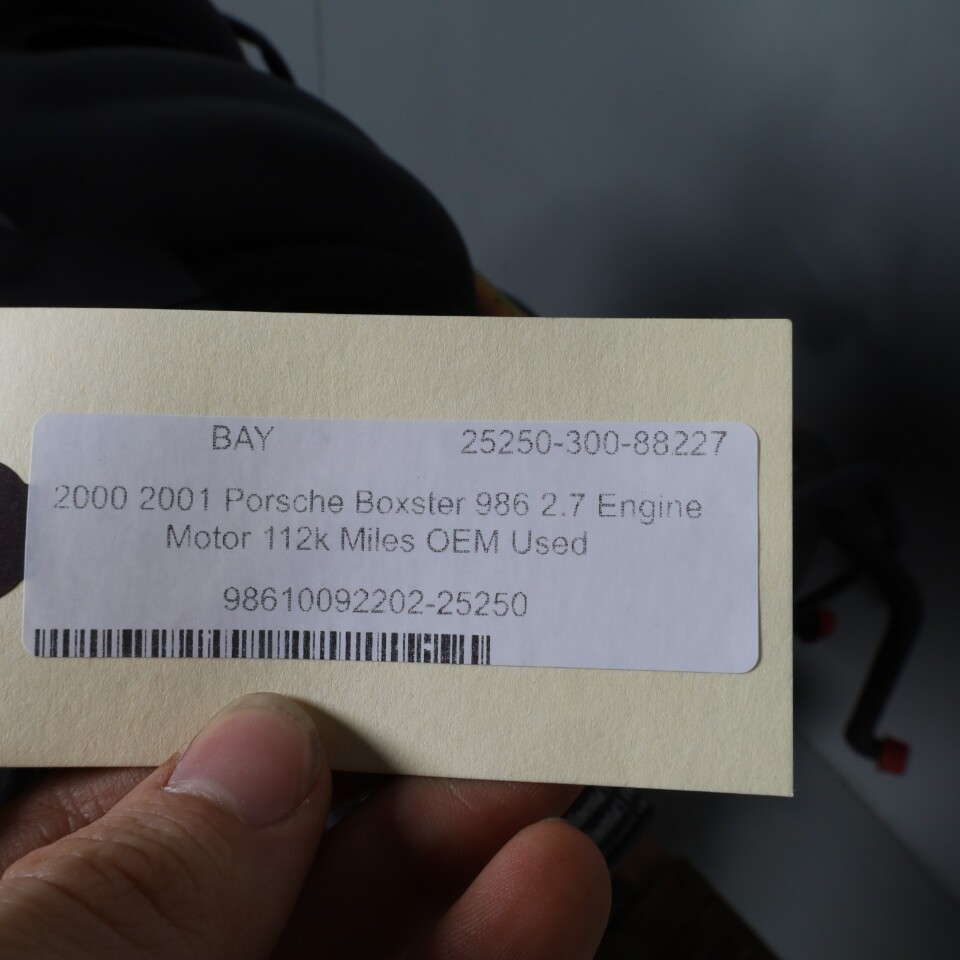 BAY 25250-300-88227
2000 2001 Porsche Boxster 986 2.7 Engine
Motor 112k Miles OEM Used
98610092202-25250